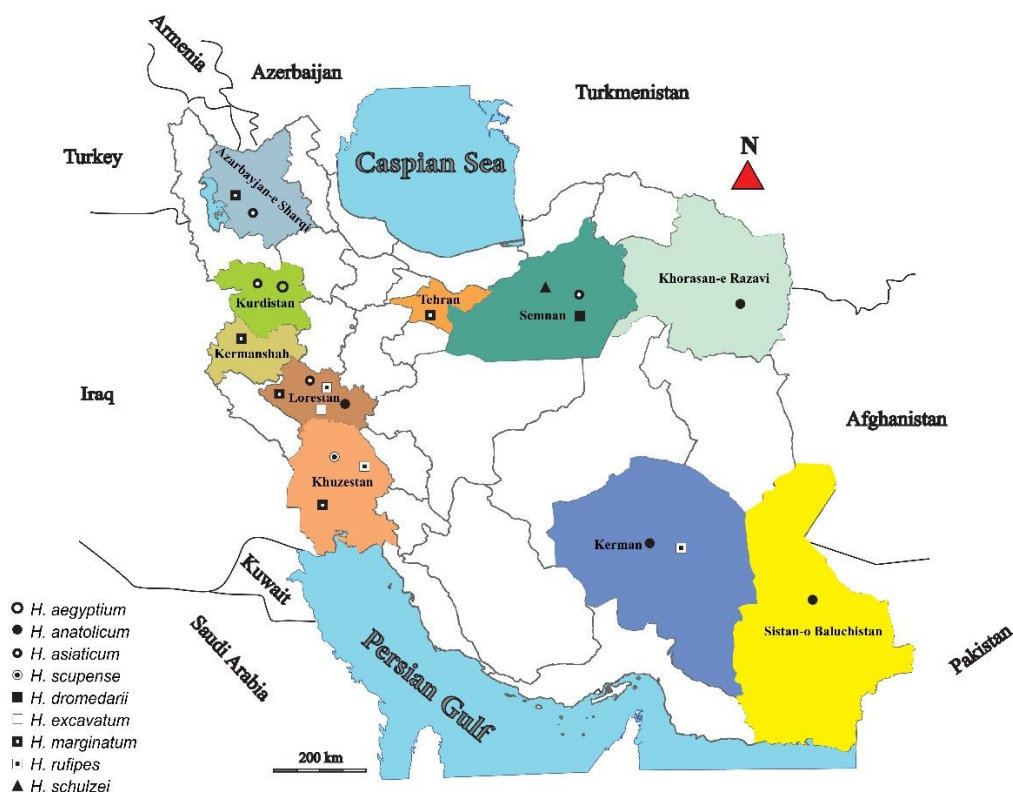 Armenia
Azerbaijan
Turkmenistan
Turkey
Caspian Sea
N
Azarbayjan-e Sharqi
Khorasan-e Razavi
Kurdistan
Tehran
Semnan
Kermanshah
Iraq
Lorestan
Afghanistan
Khuzestan
Kerman
Kuwait
Sistan-o Baluchistan
Saudi Arabia
Persian Gulf
Pakistan
H. aegyptium
H. anatolicum
H. asiaticum
H. scupense
H. dromedarii
H. excavatum
H. marginatum
H. rufipes
H. schulzei
200 km